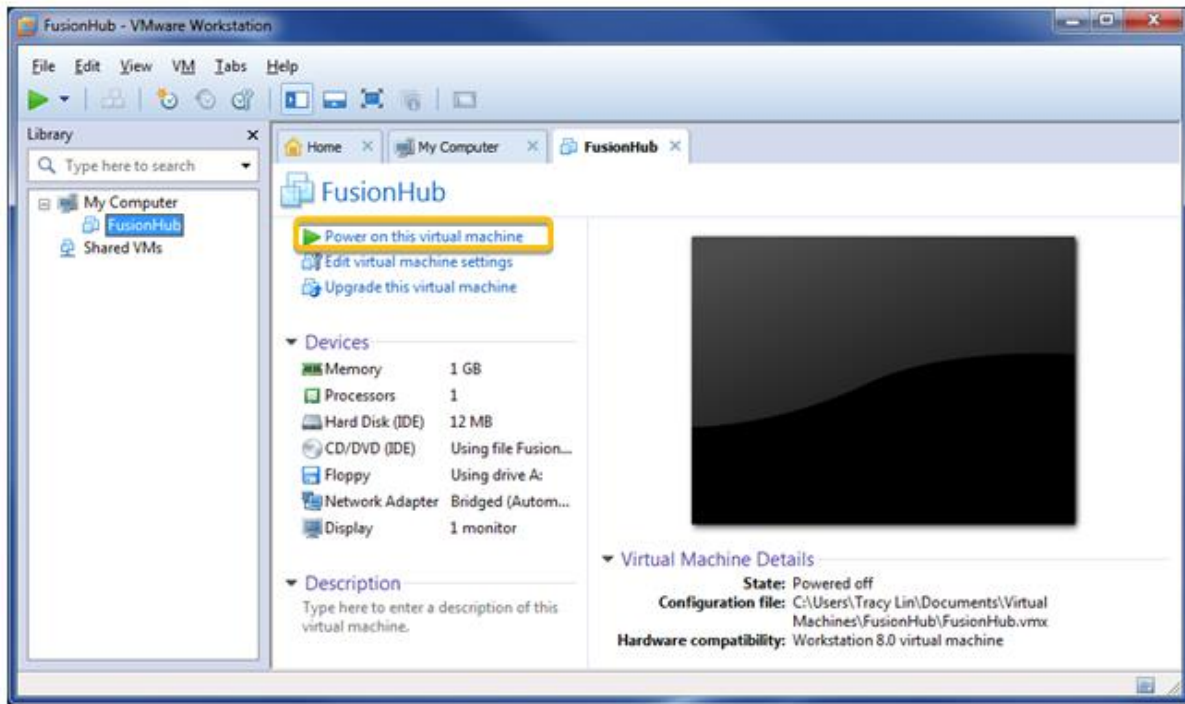 FusionHub - VMware Workstation
File Edit View VM Tabs Help
Library
Type here to search
My Computer
FusionHub
Shared VMs
Home
My Computer
FusionHub
FusionHub
Power on this virtual machine
Edit virtual machine settings
Upgrade this virtual machine
Devices
Memory 1 GB
Processors 1
Hard Disk (IDE) 12 MB
CD/DVD (IDE) Using file Fusion...
Floppy Using drive A:
Network Adapter Bridged (Autom...
Display 1 monitor
Description
Type here to enter a description of this
virtual machine.
Virtual Machine Details
State: Powered off
Configuration file: C:\Users\Tracy Lin\Documents\Virtual
Machines\FusionHub\FusionHub.vmx
Hardware compatibility: Workstation 8.0 virtual machine